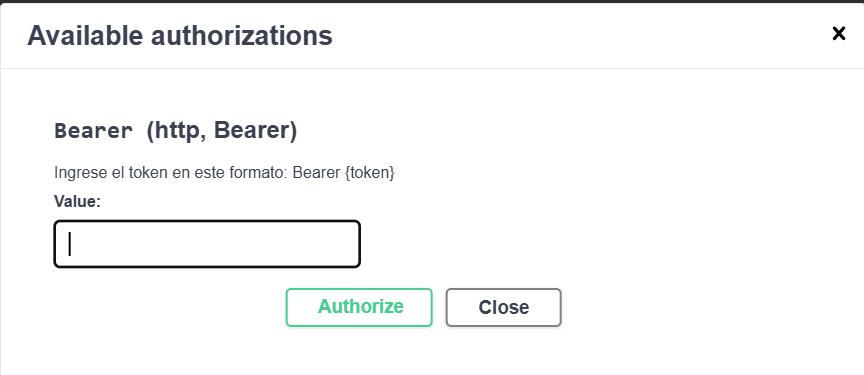 Available authorizations
Bearer (http, Bearer)
Ingrese el token en este formato: Bearer {token}
Value:
Authorize Close